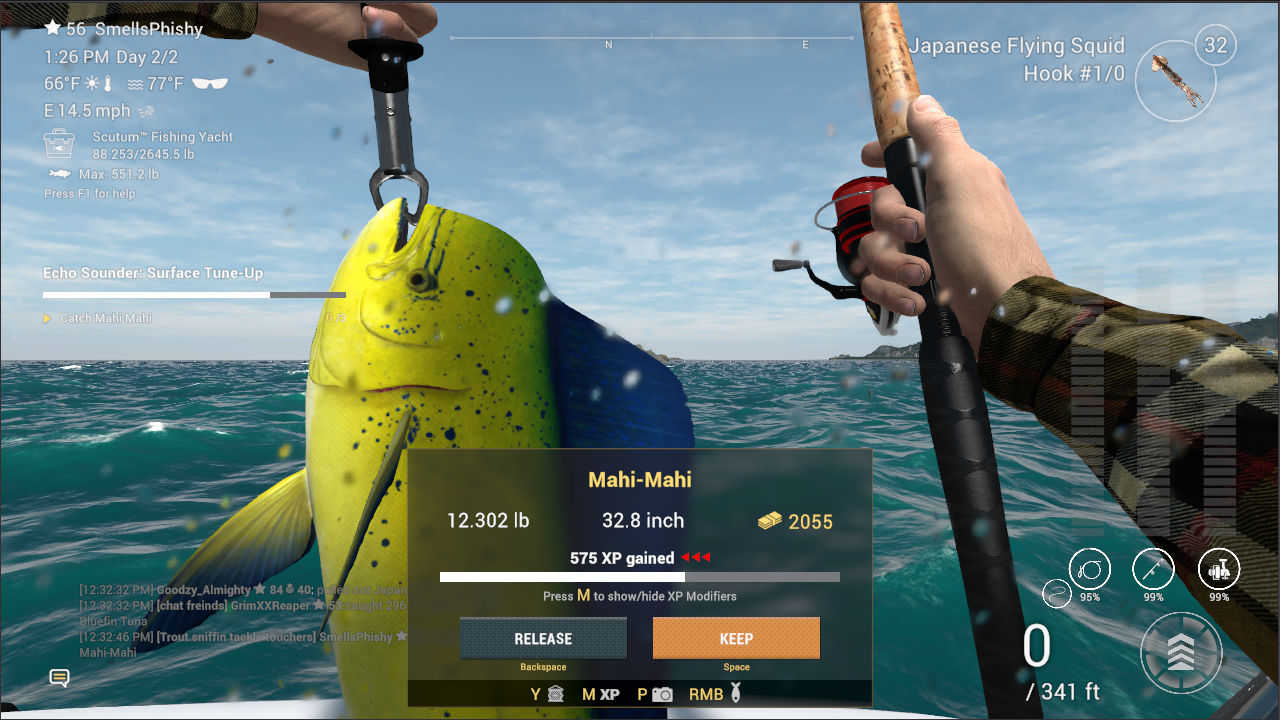 56 SmellsPhishy
1:26 PM Day 2/2
66°F 77°F
E 14.5 mph
Scutum™ Fishing Yacht
88.253/2645.5 lb
Max: 551.2 lb
Press F1 for help
N E
Japanese Flying Squid
Hook #1/0
32
Echo Sounder: Surface Tune-Up
Catch Mahi Mahi 0/3
Mahi-Mahi
12.302 lb 32.8 inch 2055
575 XP gained
Press M to show/hide XP Modifiers
RELEASE KEEP
Backspace Space
Y M XP P RMB
[12:32:32 PM] Goodzy_Almighty 84 40: pulled out Japan
[12:32:32 PM] [chat freinds] GrimXXReaper 53 caught 296
Bluefin Tuna
[12:32:46 PM] [Trout sniffin tackle touchers] SmellsPhishy
Mahi-Mahi
95% 99% 99%
0
/ 341 ft